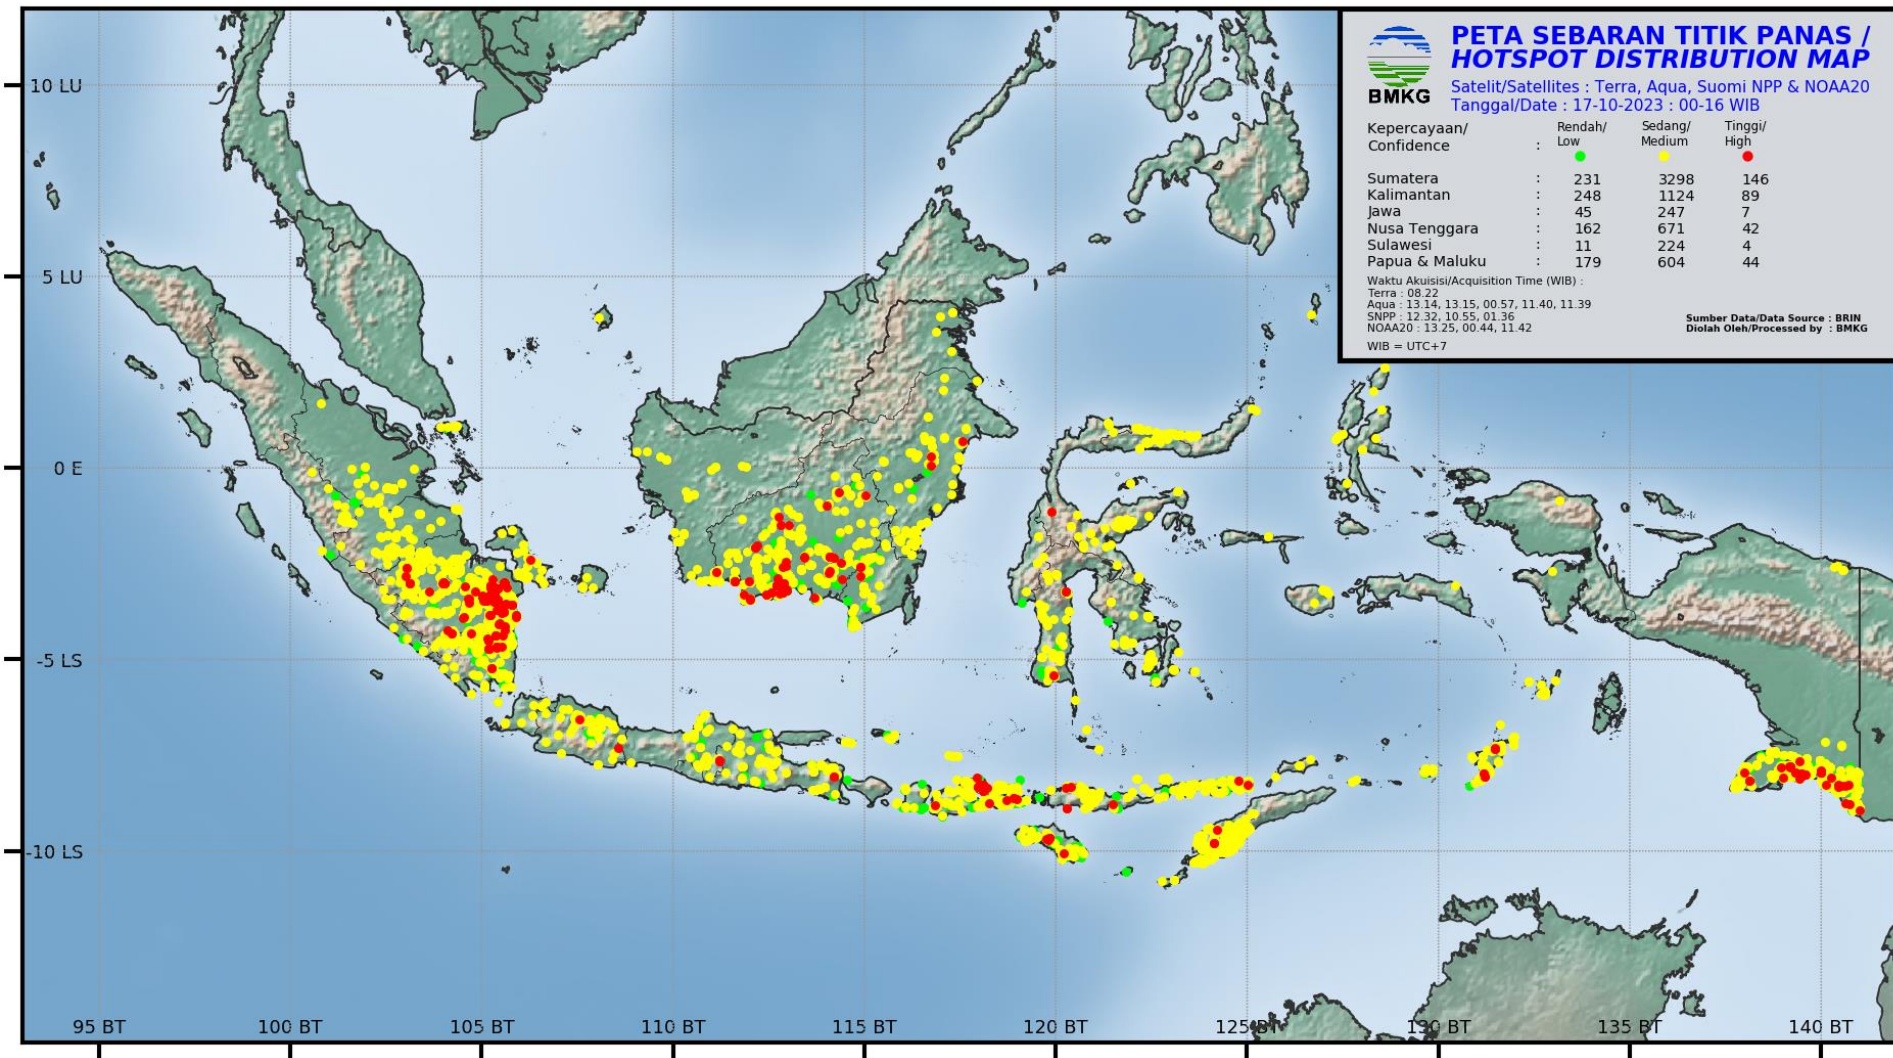 PETA SEBARAN TITIK PANAS /
HOTSPOT DISTRIBUTION MAP
BMKG
Satelit/Satellites : Terra, Aqua, Suomi NPP & NOAA20
Tanggal/Date : 17-10-2023 : 00-16 WIB
Kepercayaan/ Rendah/ Sedang/ Tinggi/
Confidence : Low Medium High
Sumatera : 231 3298 146
Kalimantan : 248 1124 89
Jawa : 45 247 7
Nusa Tenggara : 162 671 42
Sulawesi : 11 224 4
Papua & Maluku : 179 604 44
Waktu Akuisisi/Acquisition Time (WIB) :
Terra : 08.22
Aqua : 13.14, 13.15, 00.57, 11.40, 11.39
SNPP : 12.32, 10.55, 01.36
NOAA20 : 13.25, 00.44, 11.42
Sumber Data/Data Source : BRIN
Diolah Oleh/Processed by : BMKG
WIB = UTC+7
10 LU
5 LU
0 E
-5 LS
-10 LS
95 BT 100 BT 105 BT 110 BT 115 BT 120 BT 125 BT 130 BT 135 BT 140 BT